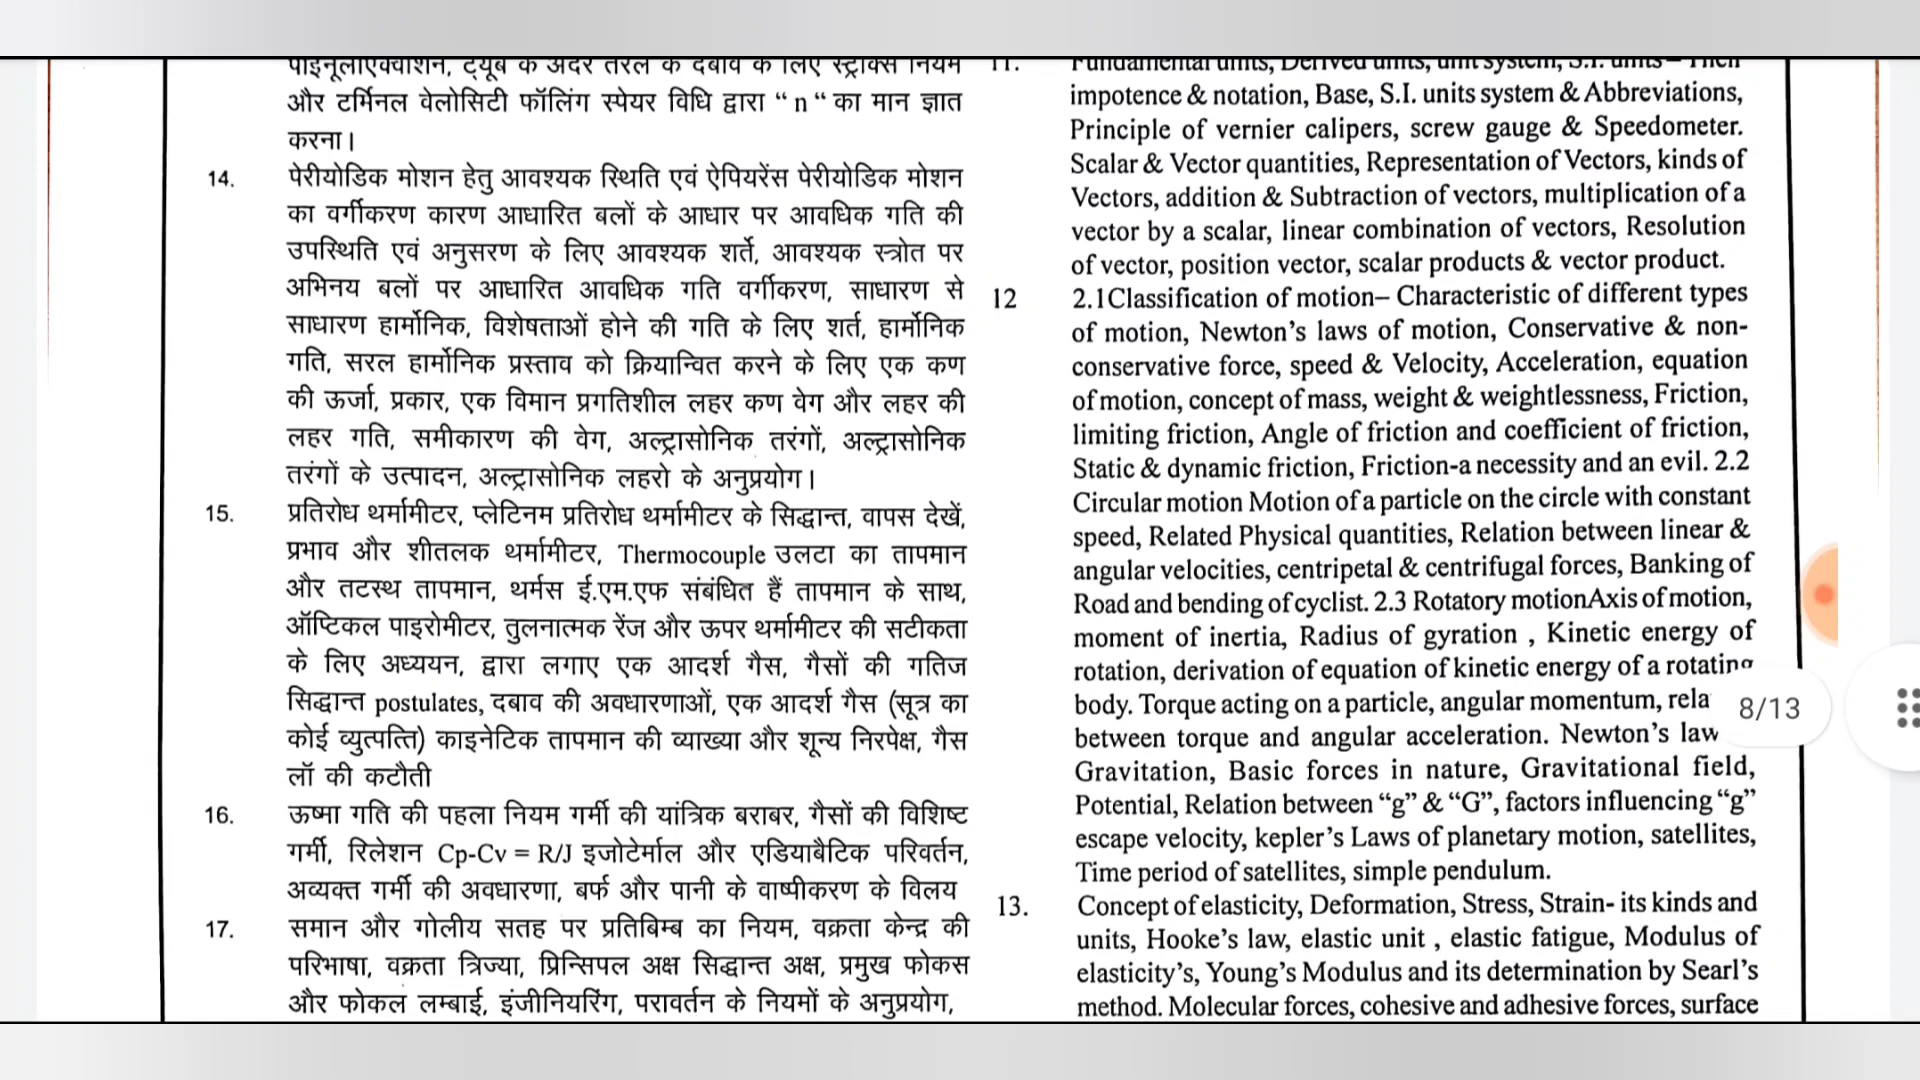 पाइनूलाएक्वाशन, ट्यूब के अंदर तरल के दबाव के लिए स्ट्रोक्स नियम
और टर्मिनल वेलोसिटी फॉलिंग स्पेयर विधि द्वारा “ n “ का मान ज्ञात
करना।
14. पेरीयोडिक मोशन हेतु आवश्यक स्थिति एवं ऐपियरेंस पेरीयोडिक मोशन
का वर्गीकरण कारण आधारित बलों के आधार पर आवधिक गति की
उपस्थिति एवं अनुसरण के लिए आवश्यक शर्ते, आवश्यक स्त्रोत पर
अभिनय बलों पर आधारित आवधिक गति वर्गीकरण, साधारण से
साधारण हार्मोनिक, विशेषताओं होने की गति के लिए शर्त, हार्मोनिक
गति, सरल हार्मोनिक प्रस्ताव को क्रियान्वित करने के लिए एक कण
की ऊर्जा, प्रकार, एक विमान प्रगतिशील लहर कण वेग और लहर की
लहर गति, समीकारण की वेग, अल्ट्रासोनिक तरंगों, अल्ट्रासोनिक
तरंगों के उत्पादन, अल्ट्रासोनिक लहरो के अनुप्रयोग।
15. प्रतिरोध थर्मामीटर, प्लेटिनम प्रतिरोध थर्मामीटर के सिद्धान्त, वापस देखें,
प्रभाव और शीतलक थर्मामीटर, Thermocouple उलटा का तापमान
और तटस्थ तापमान, थर्मस ई.एम.एफ संबंधित हैं तापमान के साथ,
ऑप्टिकल पाइरोमीटर, तुलनात्मक रेंज और ऊपर थर्मामीटर की सटीकता
के लिए अध्ययन, द्वारा लगाए एक आदर्श गैस, गैसों की गतिज
सिद्धान्त postulates, दबाव की अवधारणाओं, एक आदर्श गैस (सूत्र का
कोई व्युत्पत्ति) काइनेटिक तापमान की व्याख्या और शून्य निरपेक्ष, गैस
लॉ की कटौती
16. ऊष्मा गति की पहला नियम गर्मी की यांत्रिक बराबर, गैसों की विशिष्ट
गर्मी, रिलेशन Cp-Cv = R/J इजोटेर्माल और एडियाबैटिक परिवर्तन,
अव्यक्त गर्मी की अवधारणा, बर्फ और पानी के वाष्पीकरण के विलय
17. समान और गोलीय सतह पर प्रतिबिम्ब का नियम, वक्रता केन्द्र की
परिभाषा, वक्रता त्रिज्या, प्रिन्सिपल अक्ष सिद्धान्त अक्ष, प्रमुख फोकस
और फोकल लम्बाई, इंजीनियरिंग, परावर्तन के नियमों के अनुप्रयोग,
11. Fundamental units, Derived units, unit system, S.I. units– Their
impotence & notation, Base, S.I. units system & Abbreviations,
Principle of vernier calipers, screw gauge & Speedometer.
Scalar & Vector quantities, Representation of Vectors, kinds of
Vectors, addition & Subtraction of vectors, multiplication of a
vector by a scalar, linear combination of vectors, Resolution
of vector, position vector, scalar products & vector product.
12 2.1Classification of motion– Characteristic of different types
of motion, Newton’s laws of motion, Conservative & non-
conservative force, speed & Velocity, Acceleration, equation
of motion, concept of mass, weight & weightlessness, Friction,
limiting friction, Angle of friction and coefficient of friction,
Static & dynamic friction, Friction-a necessity and an evil. 2.2
Circular motion Motion of a particle on the circle with constant
speed, Related Physical quantities, Relation between linear &
angular velocities, centripetal & centrifugal forces, Banking of
Road and bending of cyclist. 2.3 Rotatory motionAxis of motion,
moment of inertia, Radius of gyration , Kinetic energy of
rotation, derivation of equation of kinetic energy of a rotating
body. Torque acting on a particle, angular momentum, rela
between torque and angular acceleration. Newton’s law
Gravitation, Basic forces in nature, Gravitational field,
Potential, Relation between “g” & “G”, factors influencing “g”
escape velocity, kepler’s Laws of planetary motion, satellites,
Time period of satellites, simple pendulum.
13. Concept of elasticity, Deformation, Stress, Strain- its kinds and
units, Hooke’s law, elastic unit , elastic fatigue, Modulus of
elasticity’s, Young’s Modulus and its determination by Searl’s
method. Molecular forces, cohesive and adhesive forces, surface
8/13